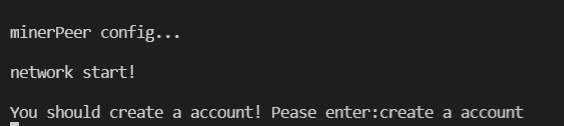 minerPeer config...
network start!
You should create a account! Pease enter:create a account